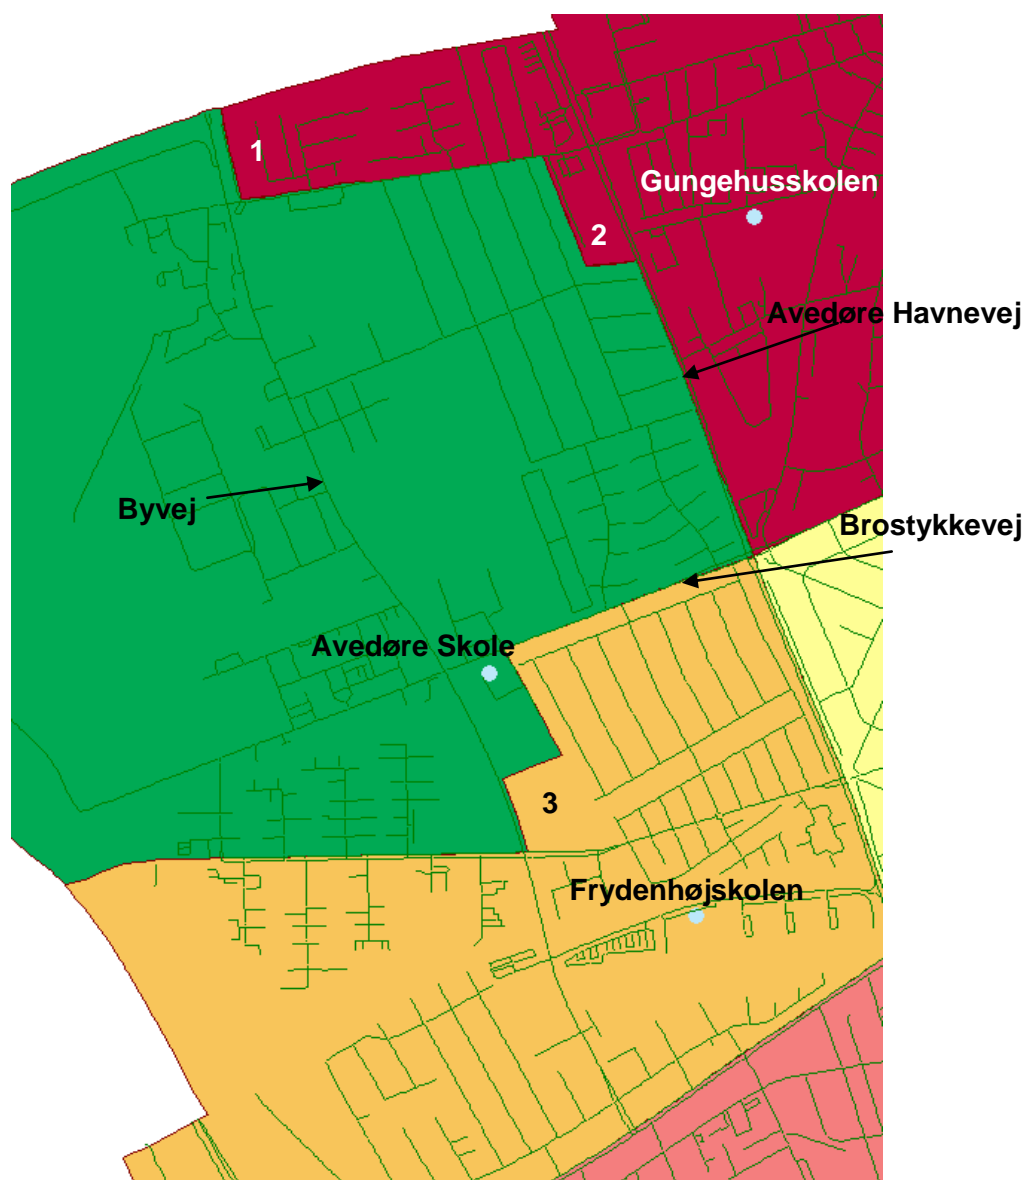 1
Gungehusskolen
2
Avedøre Havnevej
Byvej
Brostykkevej
Avedøre Skole
3
Frydenhøjskolen